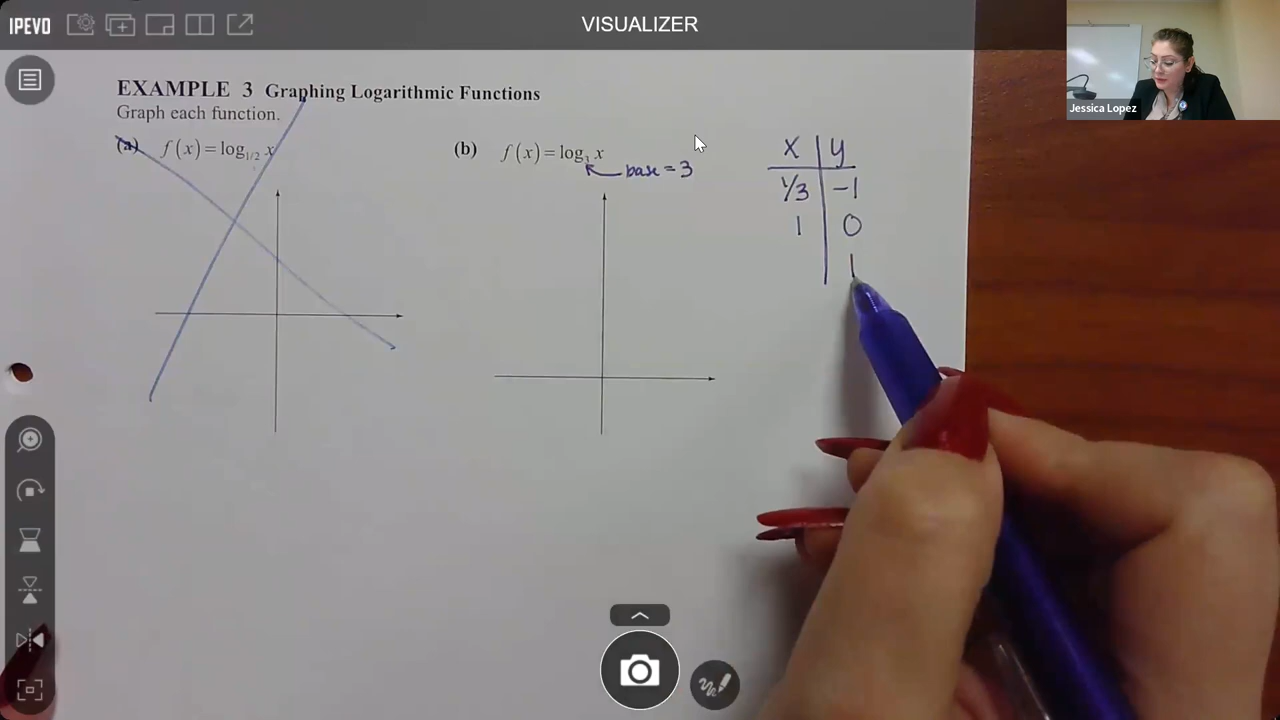 IPEVO
VISUALIZER
Jessica Lopez
EXAMPLE 3 Graphing Logarithmic Functions
Graph each function.
(a) f(x) = log1/2 x
(b) f(x) = log3 x
base = 3
x y
1/3 -1
1 0
1